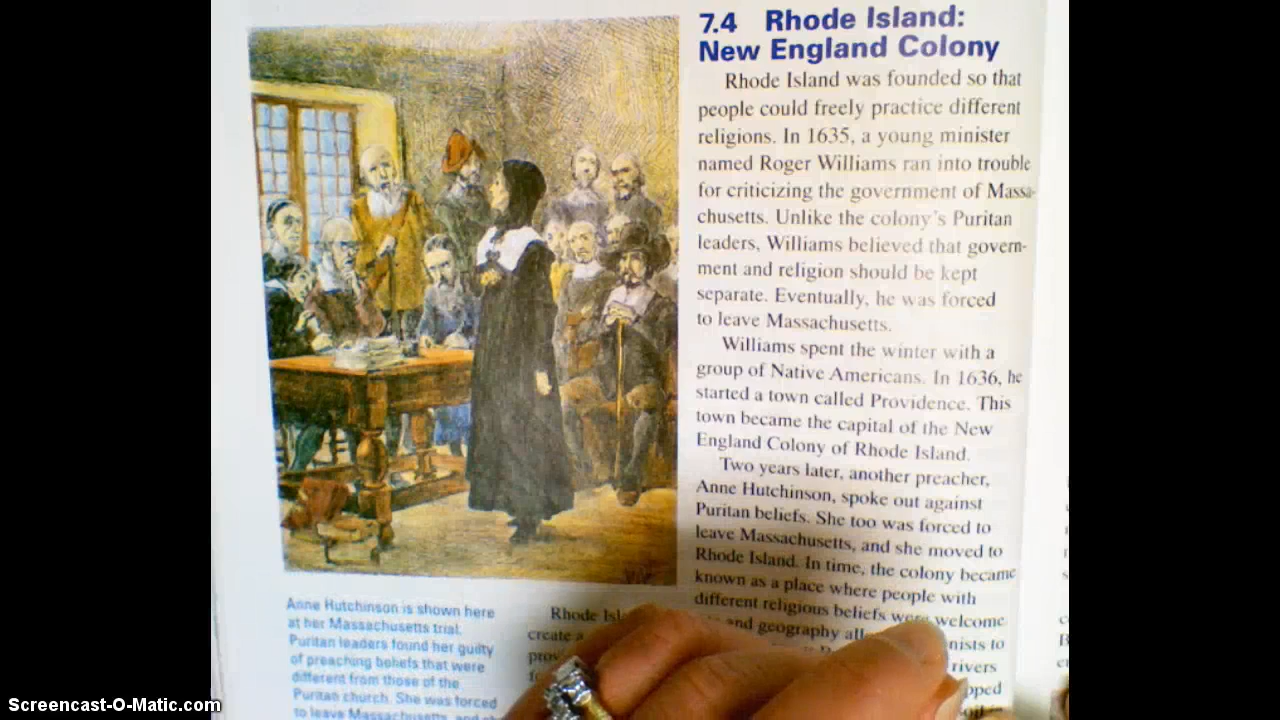 7.4 Rhode Island:
New England Colony
Rhode Island was founded so that
people could freely practice different
religions. In 1635, a young minister
named Roger Williams ran into trouble
for criticizing the government of Massa-
chusetts. Unlike the colony's Puritan
leaders, Williams believed that govern-
ment and religion should be kept
separate. Eventually, he was forced
to leave Massachusetts.
Williams spent the winter with a
group of Native Americans. In 1636, he
started a town called Providence. This
town became the capital of the New
England Colony of Rhode Island.
Two years later, another preacher,
Anne Hutchinson, spoke out against
Puritan beliefs. She too was forced to
leave Massachusetts, and she moved to
Rhode Island. In time, the colony became
known as a place where people with
different religious beliefs were welcome
and geography
to
rivers
Anne Hutchinson is shown here
at her Massachusetts trial.
Puritan leaders found her guilty
of preaching beliefs that were
different from those of the
Puritan church. She was forced
to leave Massachusetts, and
Rhode
create a
Screencast-O-Matic.com